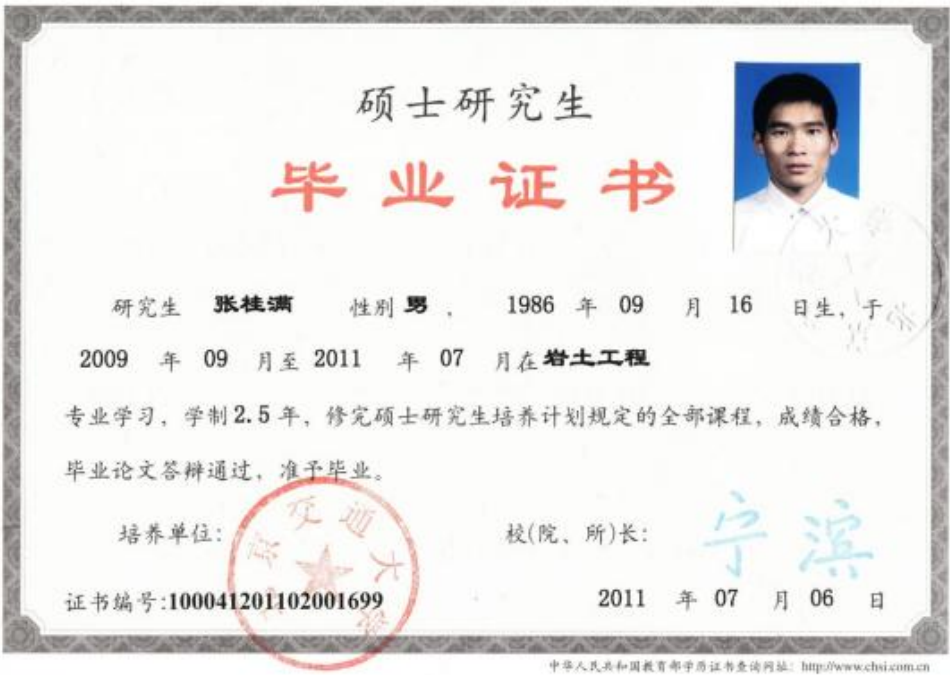 硕士研究生
毕业证书
研究生 张桂满 性别 男 , 1986 年 09 月 16 日生, 于
2009 年 09 月至 2011 年 07 月在岩土工程
专业学习, 学制 2.5 年, 修完硕士研究生培养计划规定的全部课程, 成绩合格,
毕业论文答辩通过, 准予毕业。
培养单位:
北京交通大学
校(院、所)长:
宁滨
证书编号:100041201102001699
2011 年 07 月 06 日
中华人民共和国教育部学历证书查询网址: http://www.chsi.com.cn